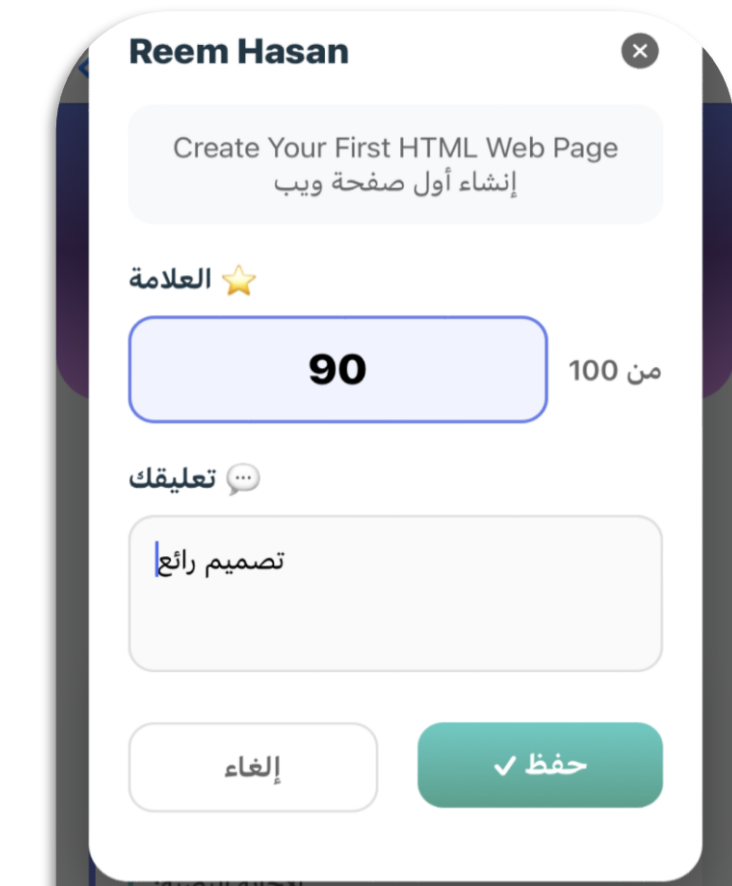 Reem Hasan
Create Your First HTML Web Page
إنشاء أول صفحة ويب
⭐ العلامة
90
من 100
💬 تعليقك
تصميم رائع
حفظ ✓
إلغاء